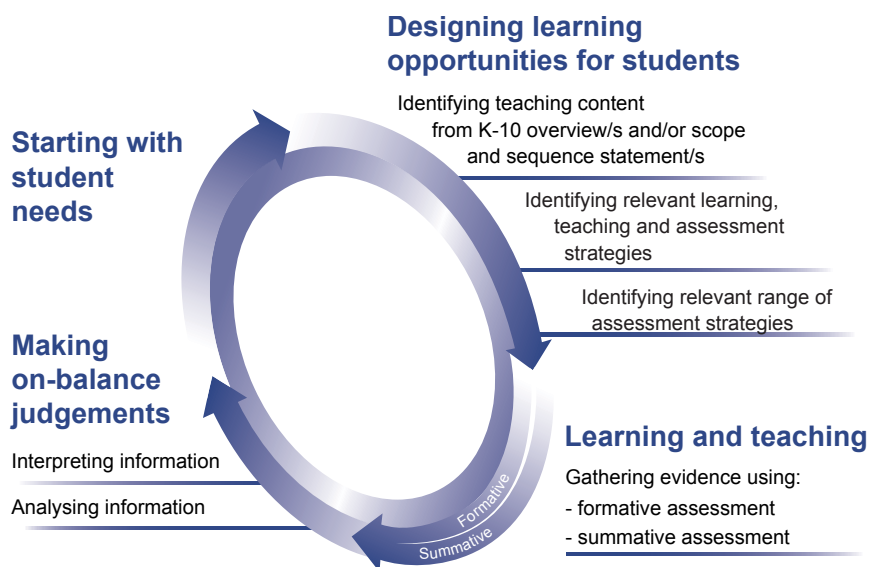 Designing learning
opportunities for students
Identifying teaching content
from K-10 overview/s and/or scope
and sequence statement/s
Identifying relevant learning,
teaching and assessment
strategies
Identifying relevant range of
assessment strategies
Learning and teaching
Gathering evidence using:
- formative assessment
- summative assessment
Formative
Summative
Making
on-balance
judgements
Interpreting information
Analysing information
Starting with
student
needs